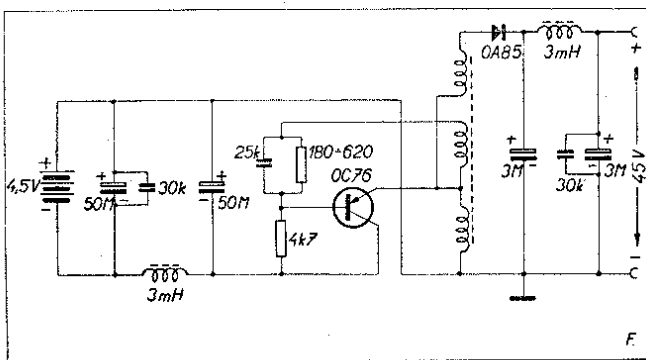 +
4,5V
-
+
50M
-
30k
3mH
+
50M
-
25k
180÷620
OC76
4k7
OA85
3mH
+
3M
-
30k
+
3M
-
+
45V
-
F.